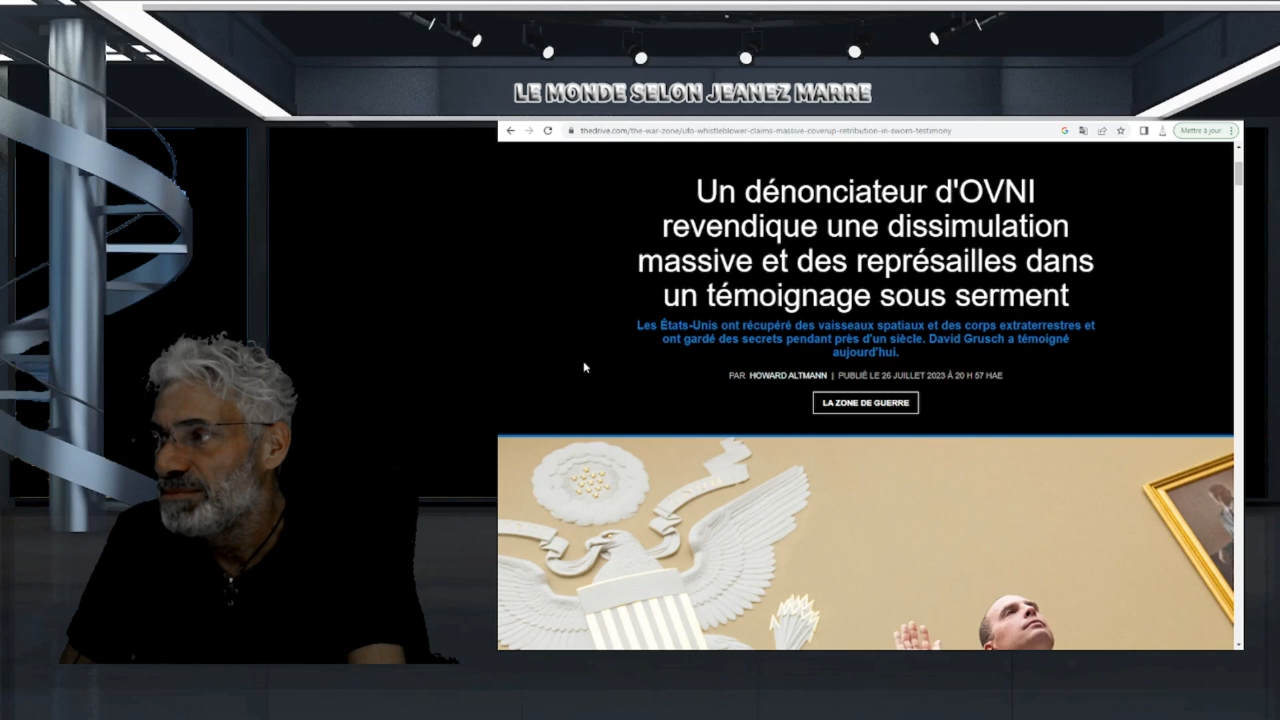 LE MONDE SELON JEANEZ MARRE
thedrive.com/the-war-zone/ufo-whistleblower-claims-massive-coverup-retribution-in-sworn-testimony
Mettre à jour
Un dénonciateur d'OVNI
revendique une dissimulation
massive et des représailles dans
un témoignage sous serment
Les États-Unis ont récupéré des vaisseaux spatiaux et des corps extraterrestres et
ont gardé des secrets pendant près d'un siècle. David Grusch a témoigné
aujourd'hui.
PAR HOWARD ALTMANN | PUBLIÉ LE 26 JUILLET 2023 À 20 H 57 HAE
LA ZONE DE GUERRE